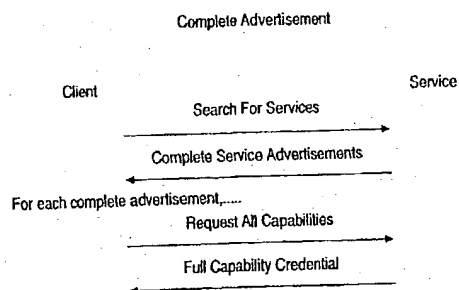 Complete Advertisement
Client
Service
Search For Services
Complete Service Advertisements
For each complete advertisement,.....
Request All Capabilities
Full Capability Credential